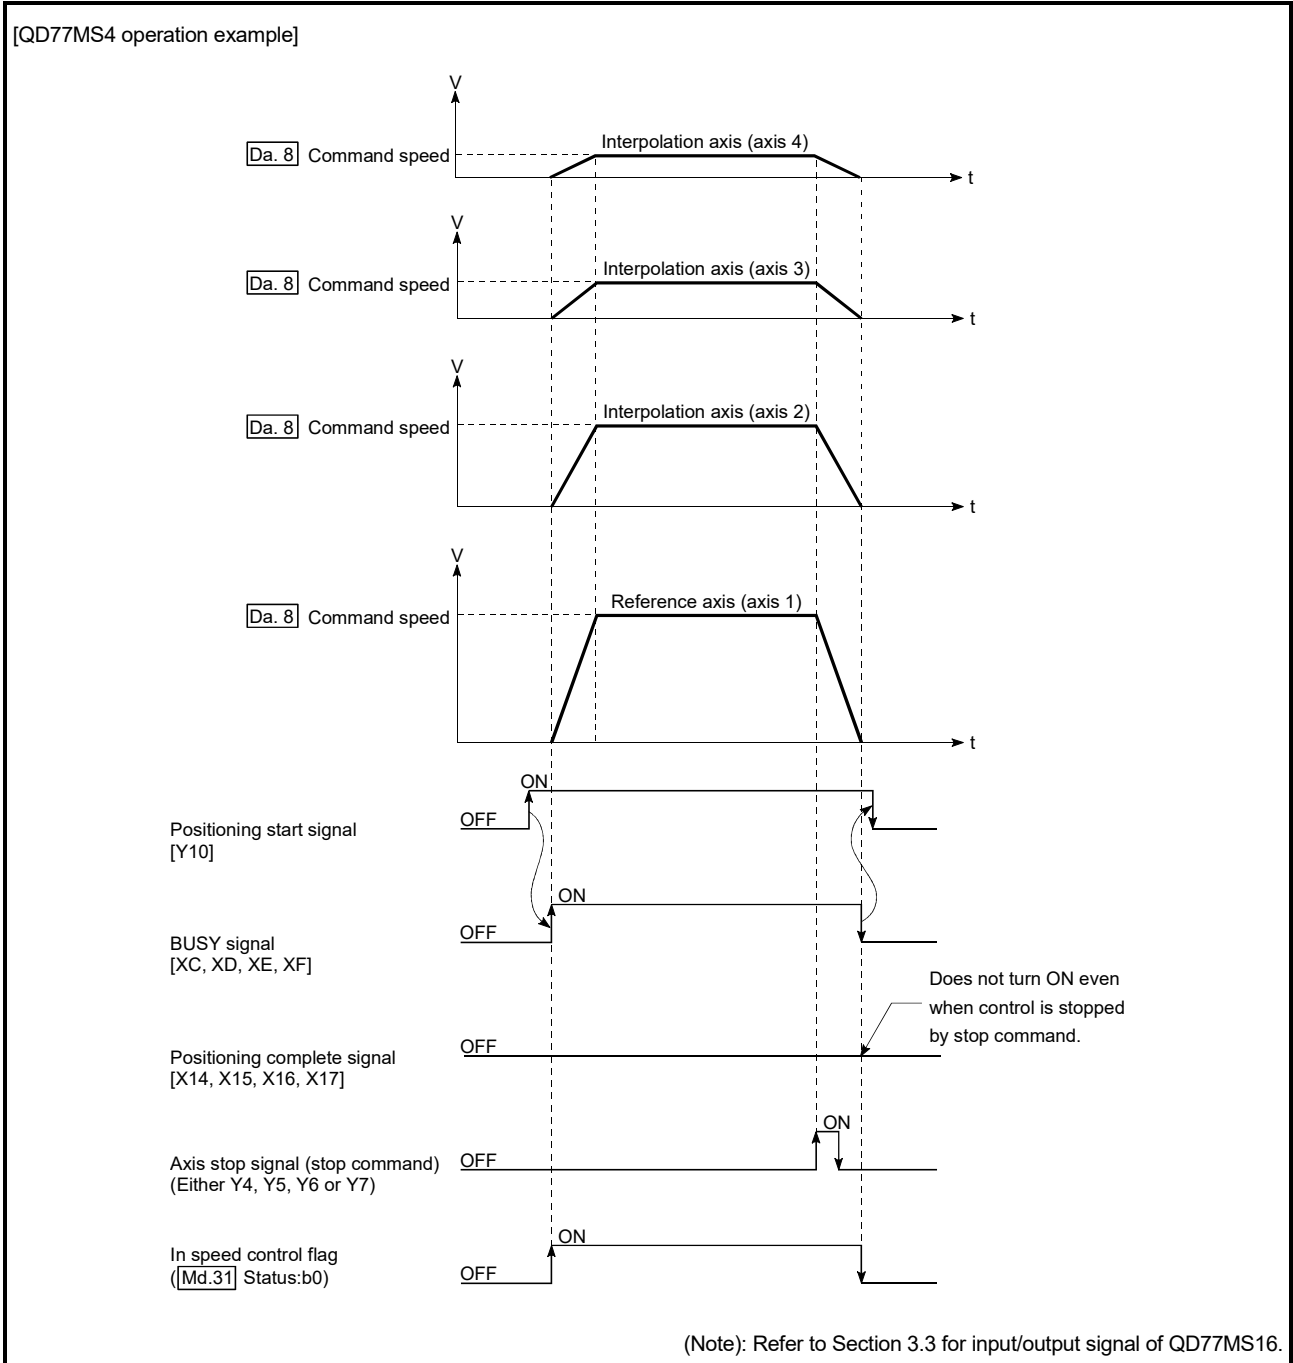 [QD77MS4 operation example]
V
Interpolation axis (axis 4)
Da. 8 Command speed
t
V
Interpolation axis (axis 3)
Da. 8 Command speed
t
V
Interpolation axis (axis 2)
Da. 8 Command speed
t
V
Reference axis (axis 1)
Da. 8 Command speed
t
ON
OFF
Positioning start signal
[Y10]
ON
OFF
BUSY signal
[XC, XD, XE, XF]
Does not turn ON even
when control is stopped
by stop command.
OFF
Positioning complete signal
[X14, X15, X16, X17]
ON
OFF
Axis stop signal (stop command)
(Either Y4, Y5, Y6 or Y7)
ON
In speed control flag
OFF
(Md.31 Status:b0)
(Note): Refer to Section 3.3 for input/output signal of QD77MS16.